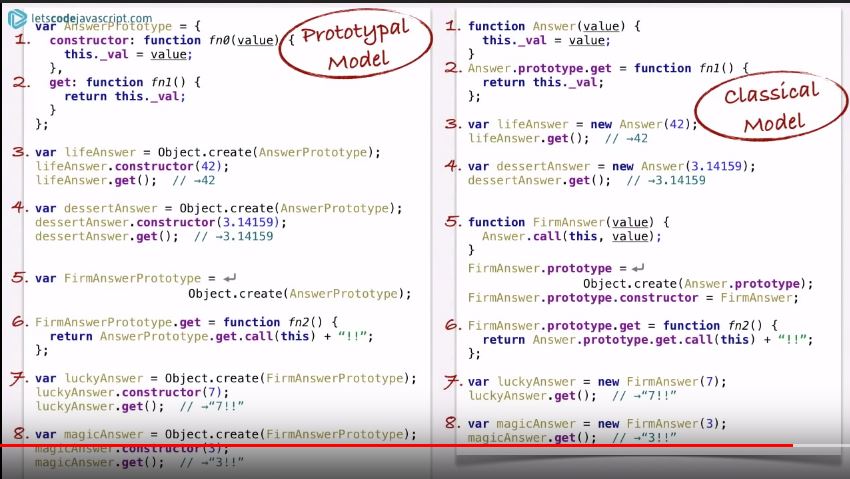 letscodejavascript.com
Prototypal
Model
var AnswerPrototype = {
1. constructor: function fn0(value) {
this._val = value;
},
2. get: function fn1() {
return this._val;
}
};
3. var lifeAnswer = Object.create(AnswerPrototype);
lifeAnswer.constructor(42);
lifeAnswer.get(); // →42
4. var dessertAnswer = Object.create(AnswerPrototype);
dessertAnswer.constructor(3.14159);
dessertAnswer.get(); // →3.14159
5. var FirmAnswerPrototype = ↵
Object.create(AnswerPrototype);
6. FirmAnswerPrototype.get = function fn2() {
return AnswerPrototype.get.call(this) + “!!”;
};
7. var luckyAnswer = Object.create(FirmAnswerPrototype);
luckyAnswer.constructor(7);
luckyAnswer.get(); // →“7!!”
8. var magicAnswer = Object.create(FirmAnswerPrototype);
magicAnswer.constructor(3);
magicAnswer.get(); // →“3!!”
Classical
Model
1. function Answer(value) {
this._val = value;
}
2. Answer.prototype.get = function fn1() {
return this._val;
};
3. var lifeAnswer = new Answer(42);
lifeAnswer.get(); // →42
4. var dessertAnswer = new Answer(3.14159);
dessertAnswer.get(); // →3.14159
5. function FirmAnswer(value) {
Answer.call(this, value);
}
FirmAnswer.prototype = ↵
Object.create(Answer.prototype);
FirmAnswer.prototype.constructor = FirmAnswer;
6. FirmAnswer.prototype.get = function fn2() {
return Answer.prototype.get.call(this) + “!!”;
};
7. var luckyAnswer = new FirmAnswer(7);
luckyAnswer.get(); // →“7!!”
8. var magicAnswer = new FirmAnswer(3);
magicAnswer.get(); // →“3!!”